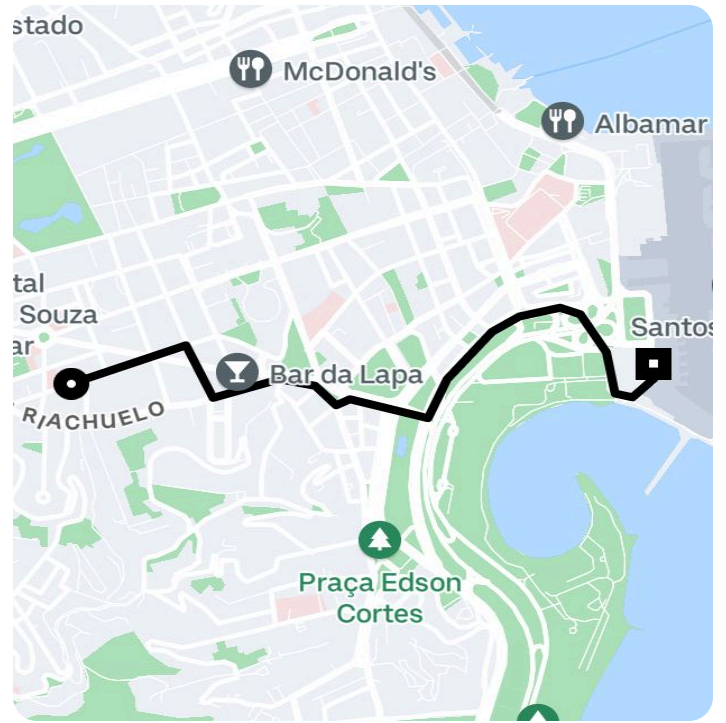 stado
McDonald's
Albamar
tal
Souza
ar
Santos
Bar da Lapa
RIACHUELO
Praça Edson
Cortes